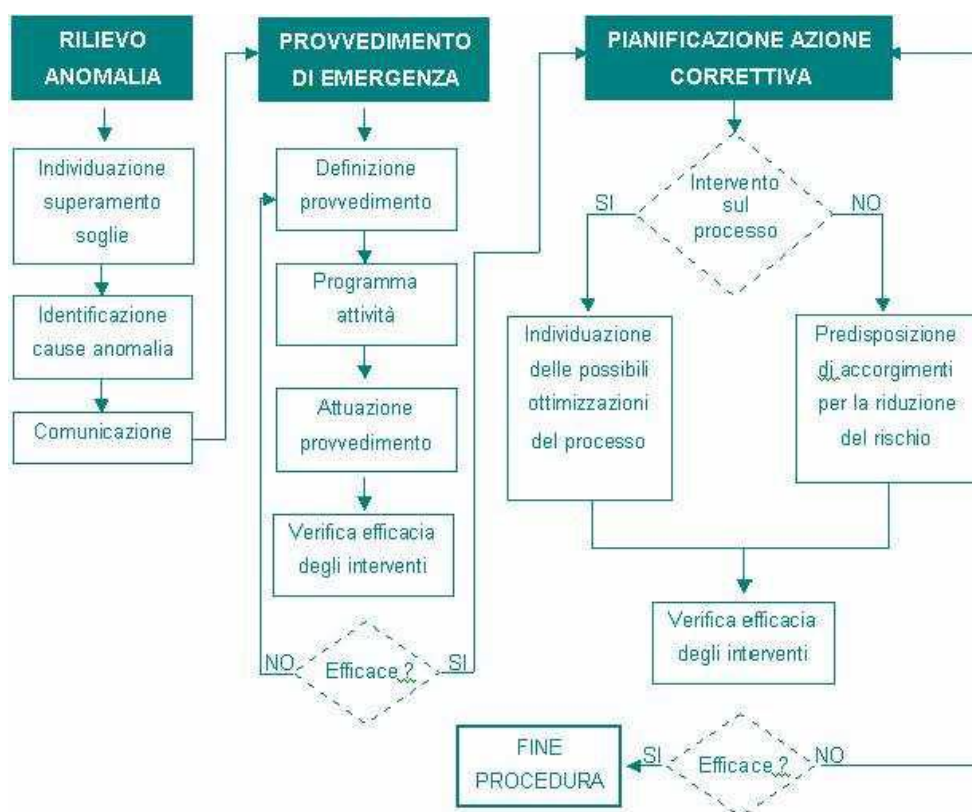 RILIEVO
ANOMALIA
Individuazione
superamento
soglie
Identificazione
cause anomalia
Comunicazione
PROVVEDIMENTO
DI EMERGENZA
Definizione
provvedimento
Programma
attività
Attuazione
provvedimento
Verifica efficacia
degli interventi
NO
Efficace ?
SI
PIANIFICAZIONE AZIONE
CORRETTIVA
SI
Intervento
sul
processo
NO
Individuazione
delle possibili
ottimizzazioni
del processo
Predisposizione
di accorgimenti
per la riduzione
del rischio
Verifica efficacia
degli interventi
SI
Efficace ?
NO
FINE
PROCEDURA